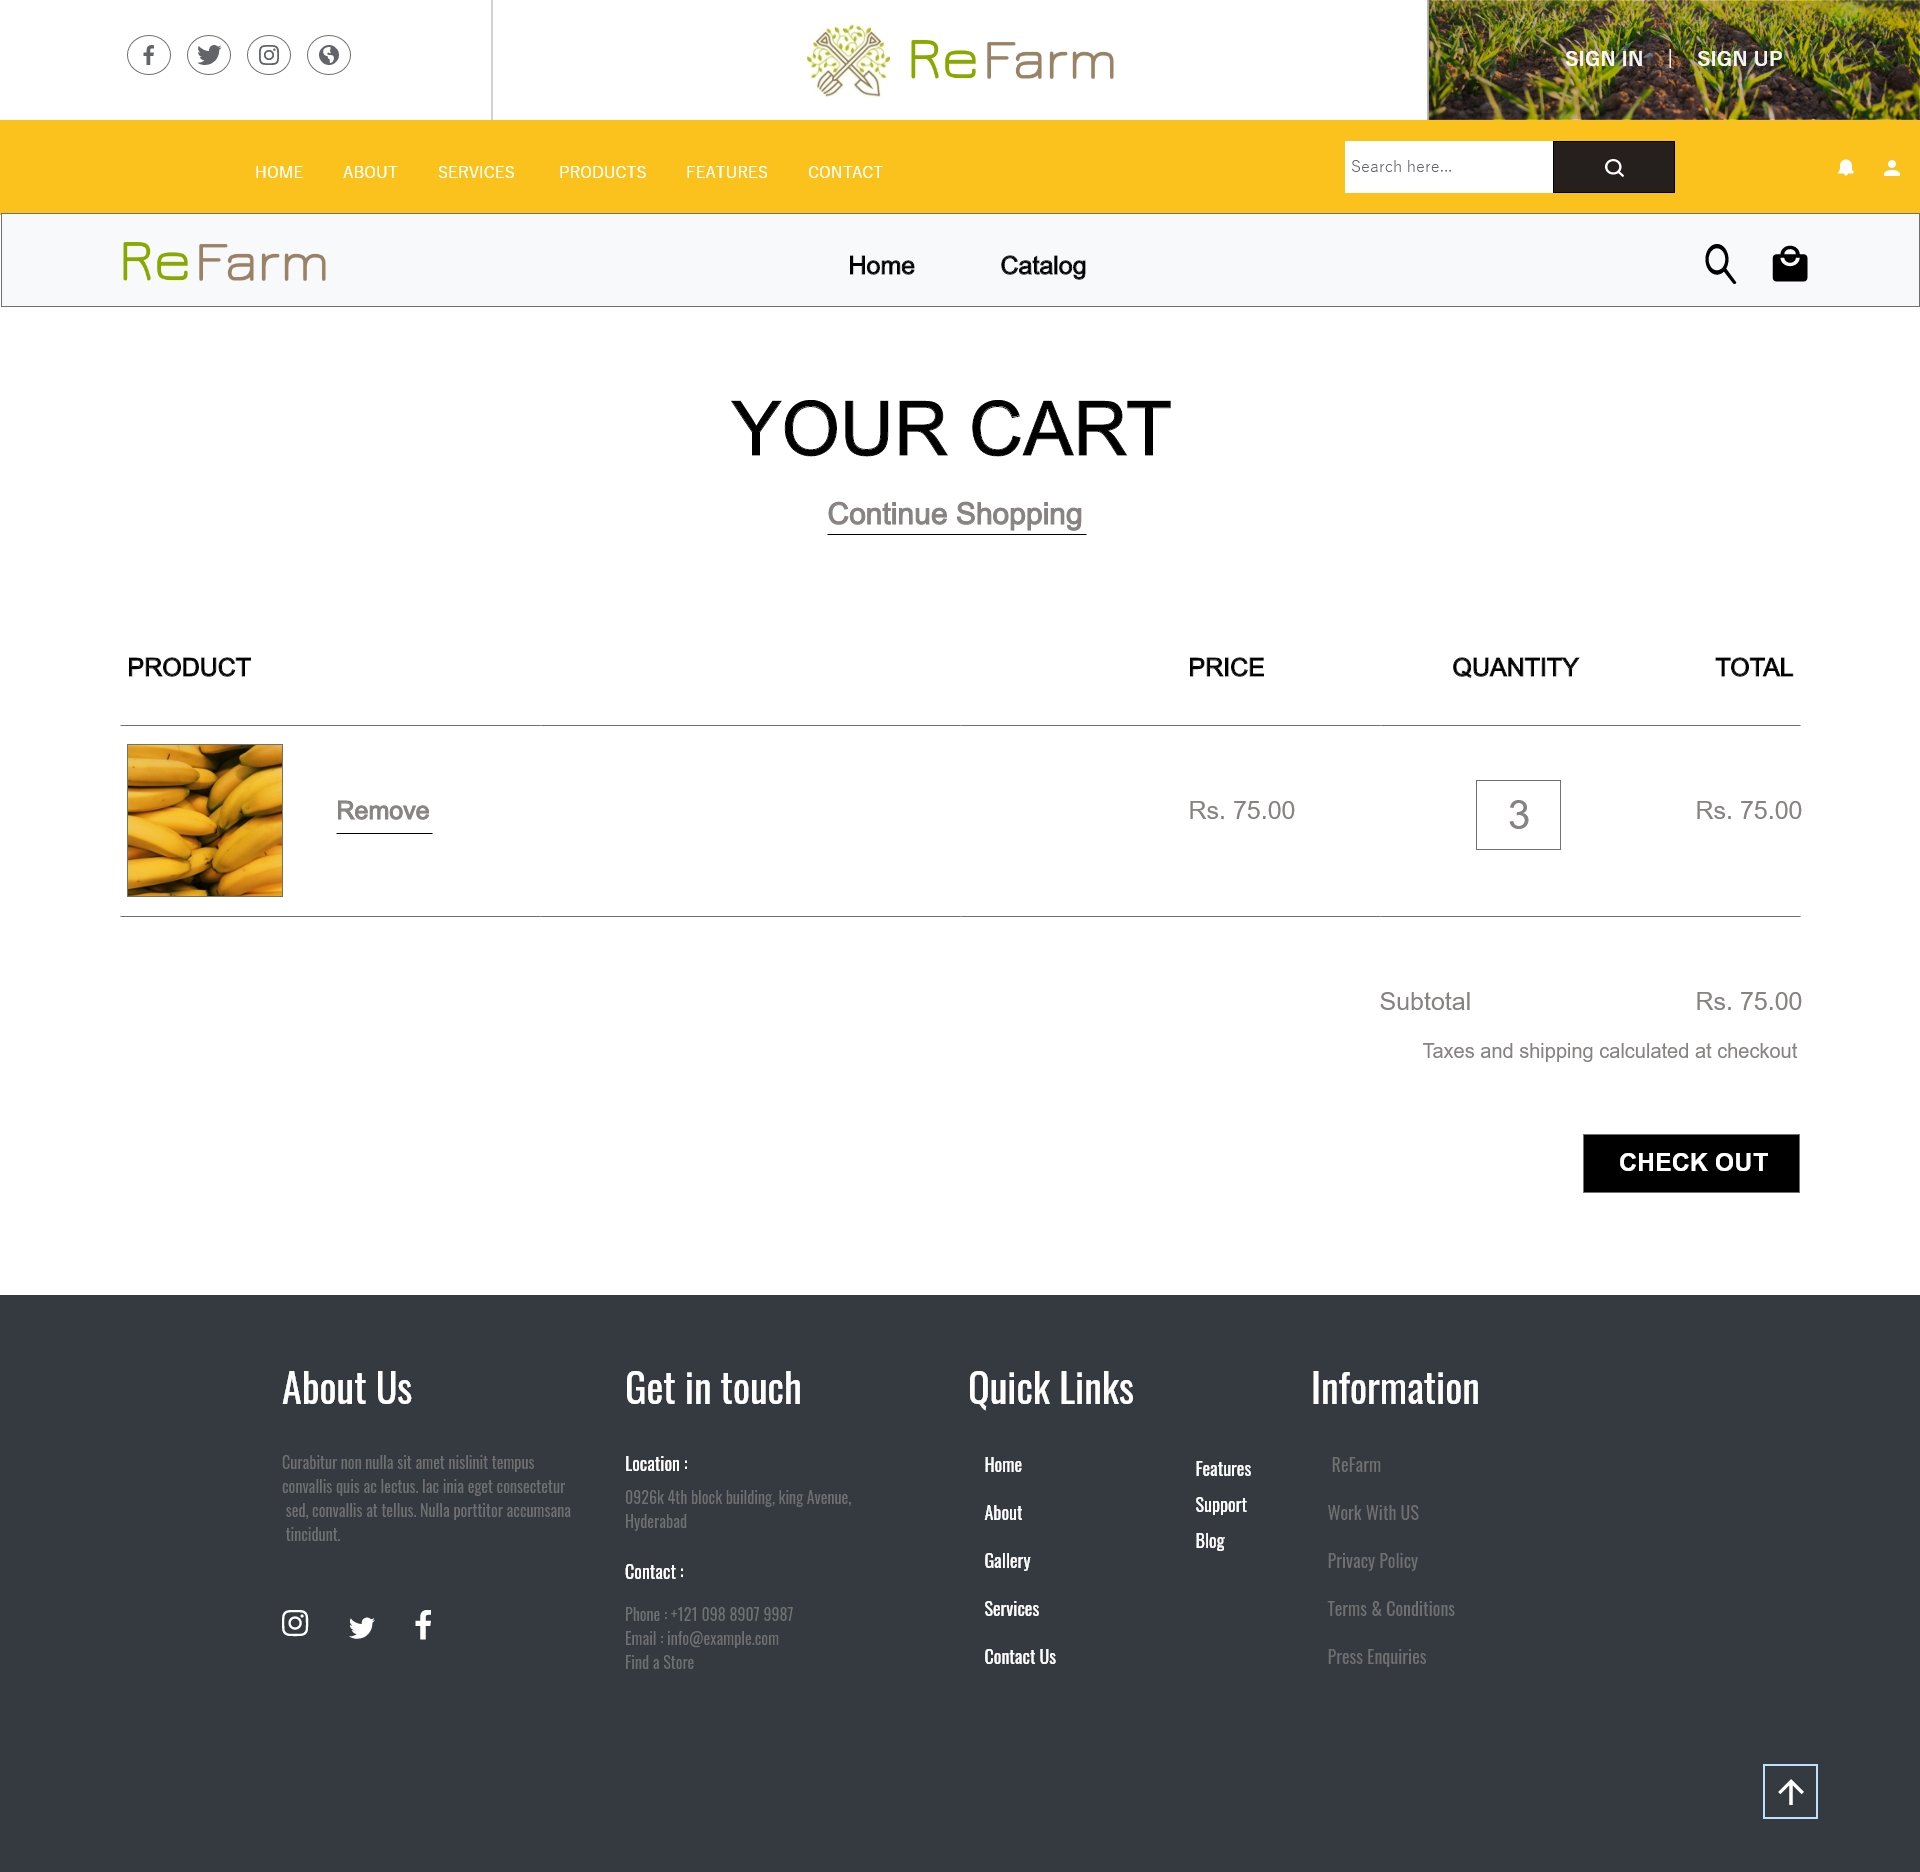 ReFarm
SIGN IN | SIGN UP
HOME ABOUT SERVICES PRODUCTS FEATURES CONTACT
Search here...
ReFarm
Home Catalog
YOUR CART
Continue Shopping
PRODUCT PRICE QUANTITY TOTAL
Remove Rs. 75.00 3 Rs. 75.00
Subtotal Rs. 75.00
Taxes and shipping calculated at checkout
CHECK OUT
About Us
Curabitur non nulla sit amet nislinit tempus
convallis quis ac lectus. lac inia eget consectetur
sed, convallis at tellus. Nulla porttitor accumsana
tincidunt.
Get in touch
Location :
0926k 4th block building, king Avenue,
Hyderabad
Contact :
Phone : +121 098 8907 9987
Email : info@example.com
Find a Store
Quick Links
Home
About
Gallery
Services
Contact Us
Features
Support
Blog
Information
ReFarm
Work With US
Privacy Policy
Terms & Conditions
Press Enquiries